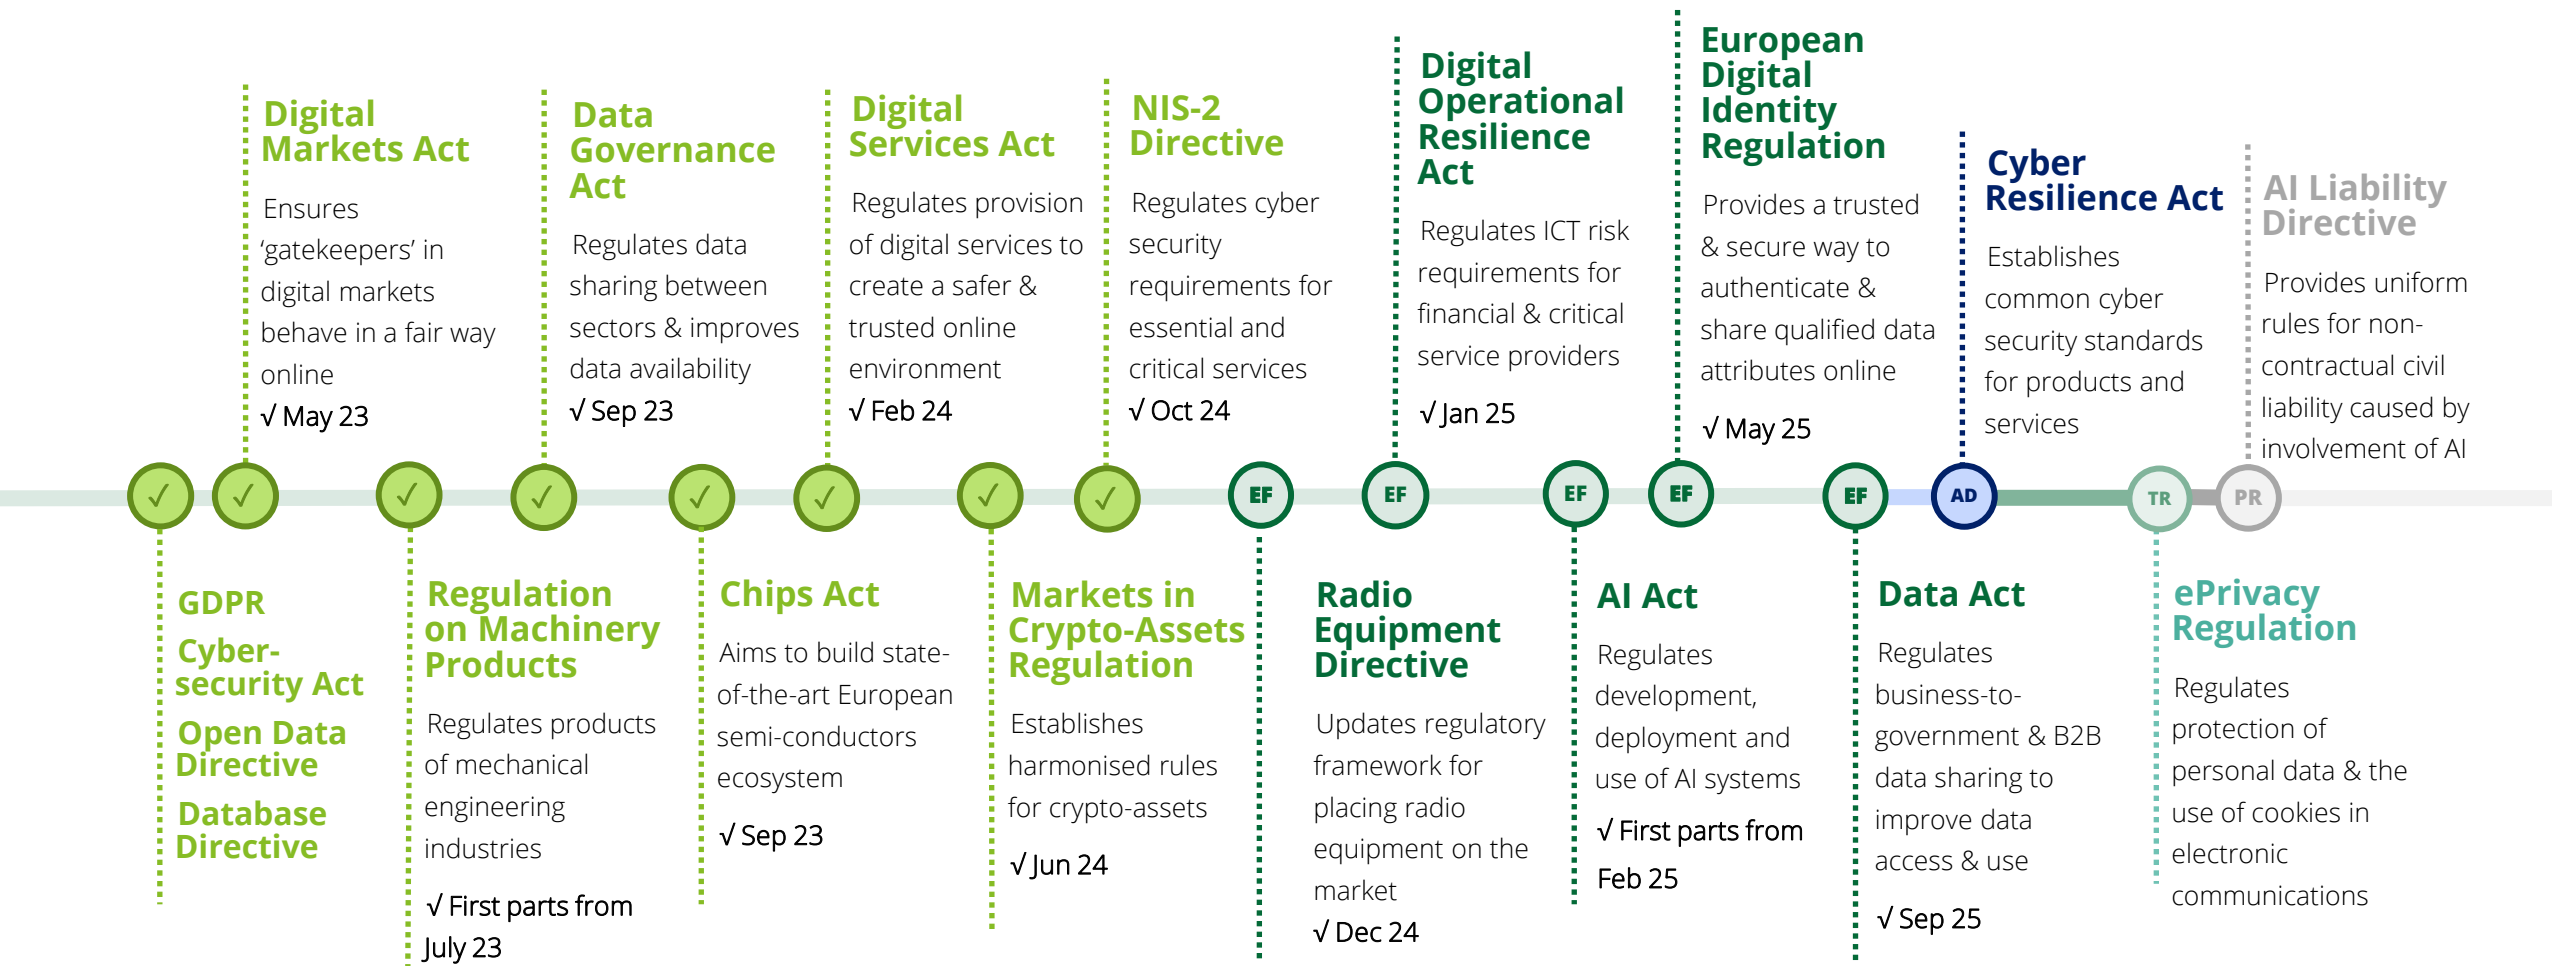 Digital
Markets Act
Ensures
‘gatekeepers’ in
digital markets
behave in a fair way
online
√ May 23
Data
Governance
Act
Regulates data
sharing between
sectors & improves
data availability
√ Sep 23
Digital
Services Act
Regulates provision
of digital services to
create a safer &
trusted online
environment
√ Feb 24
NIS-2
Directive
Regulates cyber
security
requirements for
essential and
critical services
√ Oct 24
Digital
Operational
Resilience
Act
Regulates ICT risk
requirements for
financial & critical
service providers
√ Jan 25
European
Digital
Identity
Regulation
Provides a trusted
& secure way to
authenticate &
share qualified data
attributes online
√ May 25
Cyber
Resilience Act
Establishes
common cyber
security standards
for products and
services
AI Liability
Directive
Provides uniform
rules for non-
contractual civil
liability caused by
involvement of AI
✓ ✓ ✓ ✓ ✓ ✓ ✓ ✓ EF EF EF EF EF AD TR PR
GDPR
Cyber-
security Act
Open Data
Directive
Database
Directive
Regulation
on Machinery
Products
Regulates products
of mechanical
engineering
industries
√ First parts from
July 23
Chips Act
Aims to build state-
of-the-art European
semi-conductors
ecosystem
√ Sep 23
Markets in
Crypto-Assets
Regulation
Establishes
harmonised rules
for crypto-assets
√ Jun 24
Radio
Equipment
Directive
Updates regulatory
framework for
placing radio
equipment on the
market
√ Dec 24
AI Act
Regulates
development,
deployment and
use of AI systems
√ First parts from
Feb 25
Data Act
Regulates
business-to-
government & B2B
data sharing to
improve data
access & use
√ Sep 25
ePrivacy
Regulation
Regulates
protection of
personal data & the
use of cookies in
electronic
communications